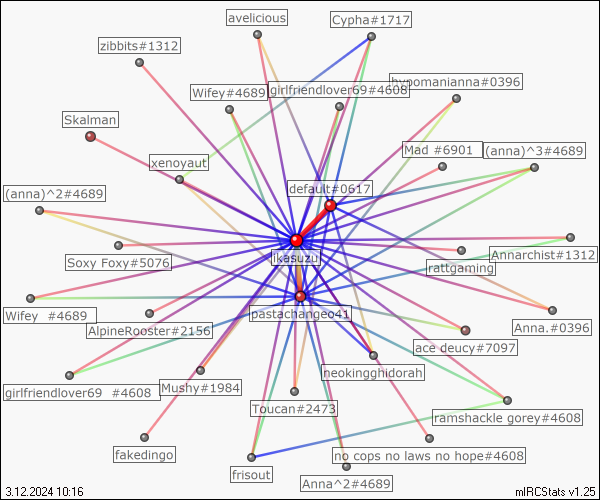 avelicious
Cypha#1717
zibbits#1312
hypomanianna#0396
Wifey#4689
girlfriendlover69#4608
Skalman
Mad #6901
(anna)^3#4689
xenoyaut
default#0617
(anna)^2#4689
ikasuzu
Annarchist#1312
Soxy Foxy#5076
rattgaming
Wifey #4689
pastachangeo41
Anna.#0396
AlpineRooster#2156
ace deucy#7097
neokingghidorah
girlfriendlover69 #4608
Mushy#1984
Toucan#2473
ramshackle gorey#4608
fakedingo
no cops no laws no hope#4608
frisout
Anna^2#4689
3.12.2024 10:16
mIRCStats v1.25